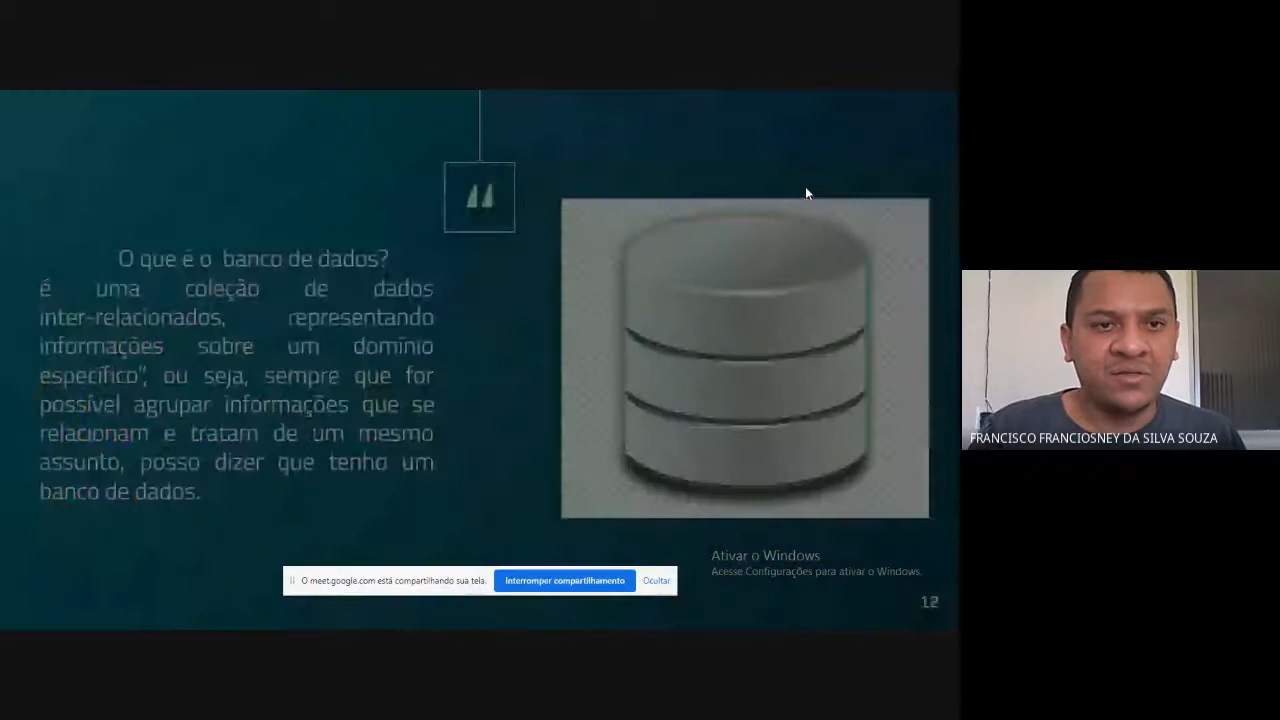 “
O que é o banco de dados?
é uma coleção de dados
inter-relacionados, representando
informações sobre um domínio
específico”, ou seja, sempre que for
possível agrupar informações que se
relacionam e tratam de um mesmo
assunto, posso dizer que tenho um
banco de dados.
Ativar o Windows
Acesse Configurações para ativar o Windows.
O meet.google.com está compartilhando sua tela.
Interromper compartilhamento
Ocultar
12
FRANCISCO FRANCIOSNEY DA SILVA SOUZA